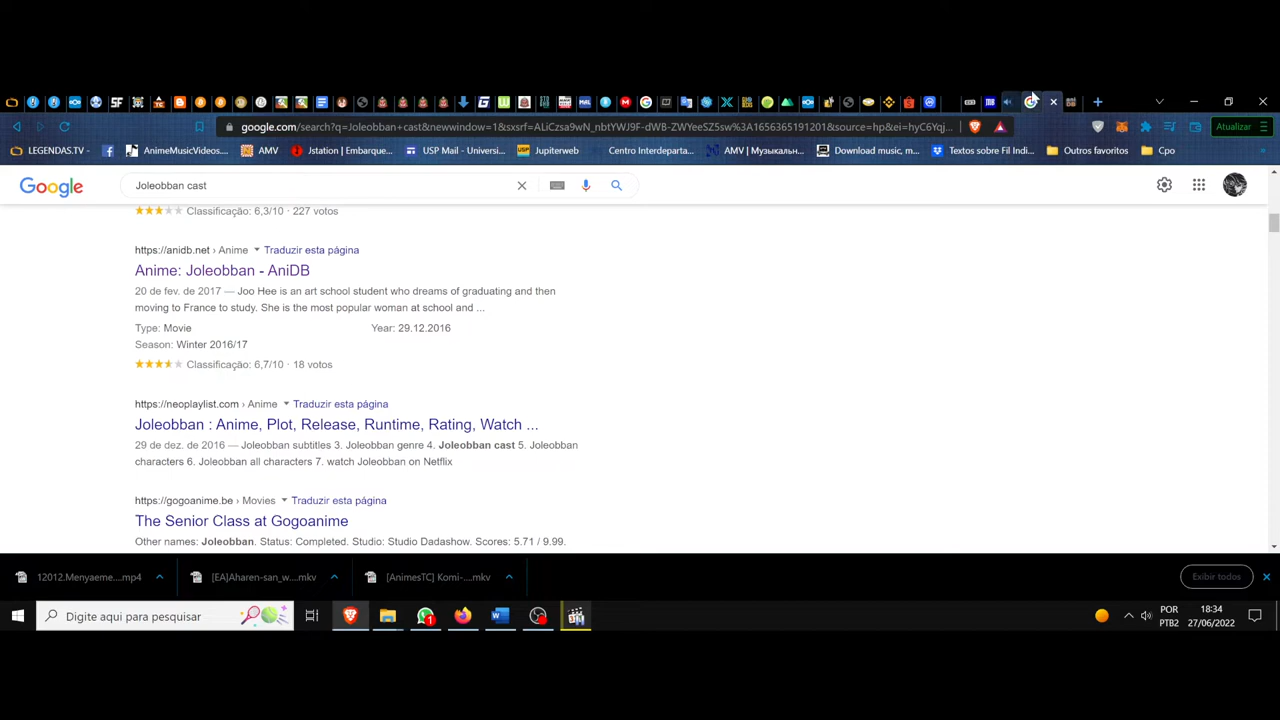 google.com/search?q=Joleobban+cast&newwindow=1&sxsrf=ALiCzsa9wN_nbtYWJ9F-dWB-ZWYeeSZ5sw%3A1656365191201&source=hp&ei=hyC6Yqj...
Atualizar
LEGENDAS.TV -
AnimeMusicVideos....
AMV
Jstation | Embarque...
USP Mail - Universi...
Jupiterweb
Centro Interdeparta...
AMV | Музыкальн...
Download music, m...
Textos sobre Fil Indi...
Outros favoritos
Cpo
Google
Joleobban cast
Classificação: 6,3/10 · 227 votos
https://anidb.net › Anime Traduzir esta página
Anime: Joleobban - AniDB
20 de fev. de 2017 — Joo Hee is an art school student who dreams of graduating and then
moving to France to study. She is the most popular woman at school and ...
Type: Movie Year: 29.12.2016
Season: Winter 2016/17
Classificação: 6,7/10 · 18 votos
https://neoplaylist.com › Anime Traduzir esta página
Joleobban : Anime, Plot, Release, Runtime, Rating, Watch ...
29 de dez. de 2016 — Joleobban subtitles 3. Joleobban genre 4. Joleobban cast 5. Joleobban
characters 6. Joleobban all characters 7. watch Joleobban on Netflix
https://gogoanime.be › Movies Traduzir esta página
The Senior Class at Gogoanime
Other names: Joleobban. Status: Completed. Studio: Studio Dadashow. Scores: 5.71 / 9.99.
12012.Menyaeme....mp4
[EA]Aharen-san_w....mkv
[AnimesTC] Komi-....mkv
Exibir todos
Digite aqui para pesquisar
POR
PTB2
18:34
27/06/2022